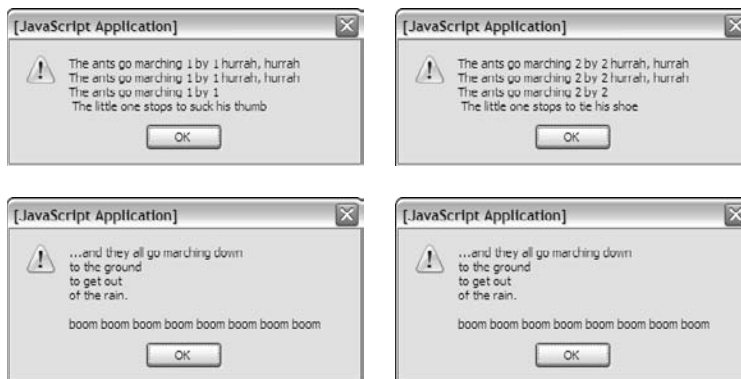 [JavaScript Application]
The ants go marching 1 by 1 hurrah, hurrah
The ants go marching 1 by 1 hurrah, hurrah
The ants go marching 1 by 1
The little one stops to suck his thumb
OK
[JavaScript Application]
The ants go marching 2 by 2 hurrah, hurrah
The ants go marching 2 by 2 hurrah, hurrah
The ants go marching 2 by 2
The little one stops to tie his shoe
OK
[JavaScript Application]
...and they all go marching down
to the ground
to get out
of the rain.
boom boom boom boom boom boom boom boom
OK
[JavaScript Application]
...and they all go marching down
to the ground
to get out
of the rain.
boom boom boom boom boom boom boom boom
OK